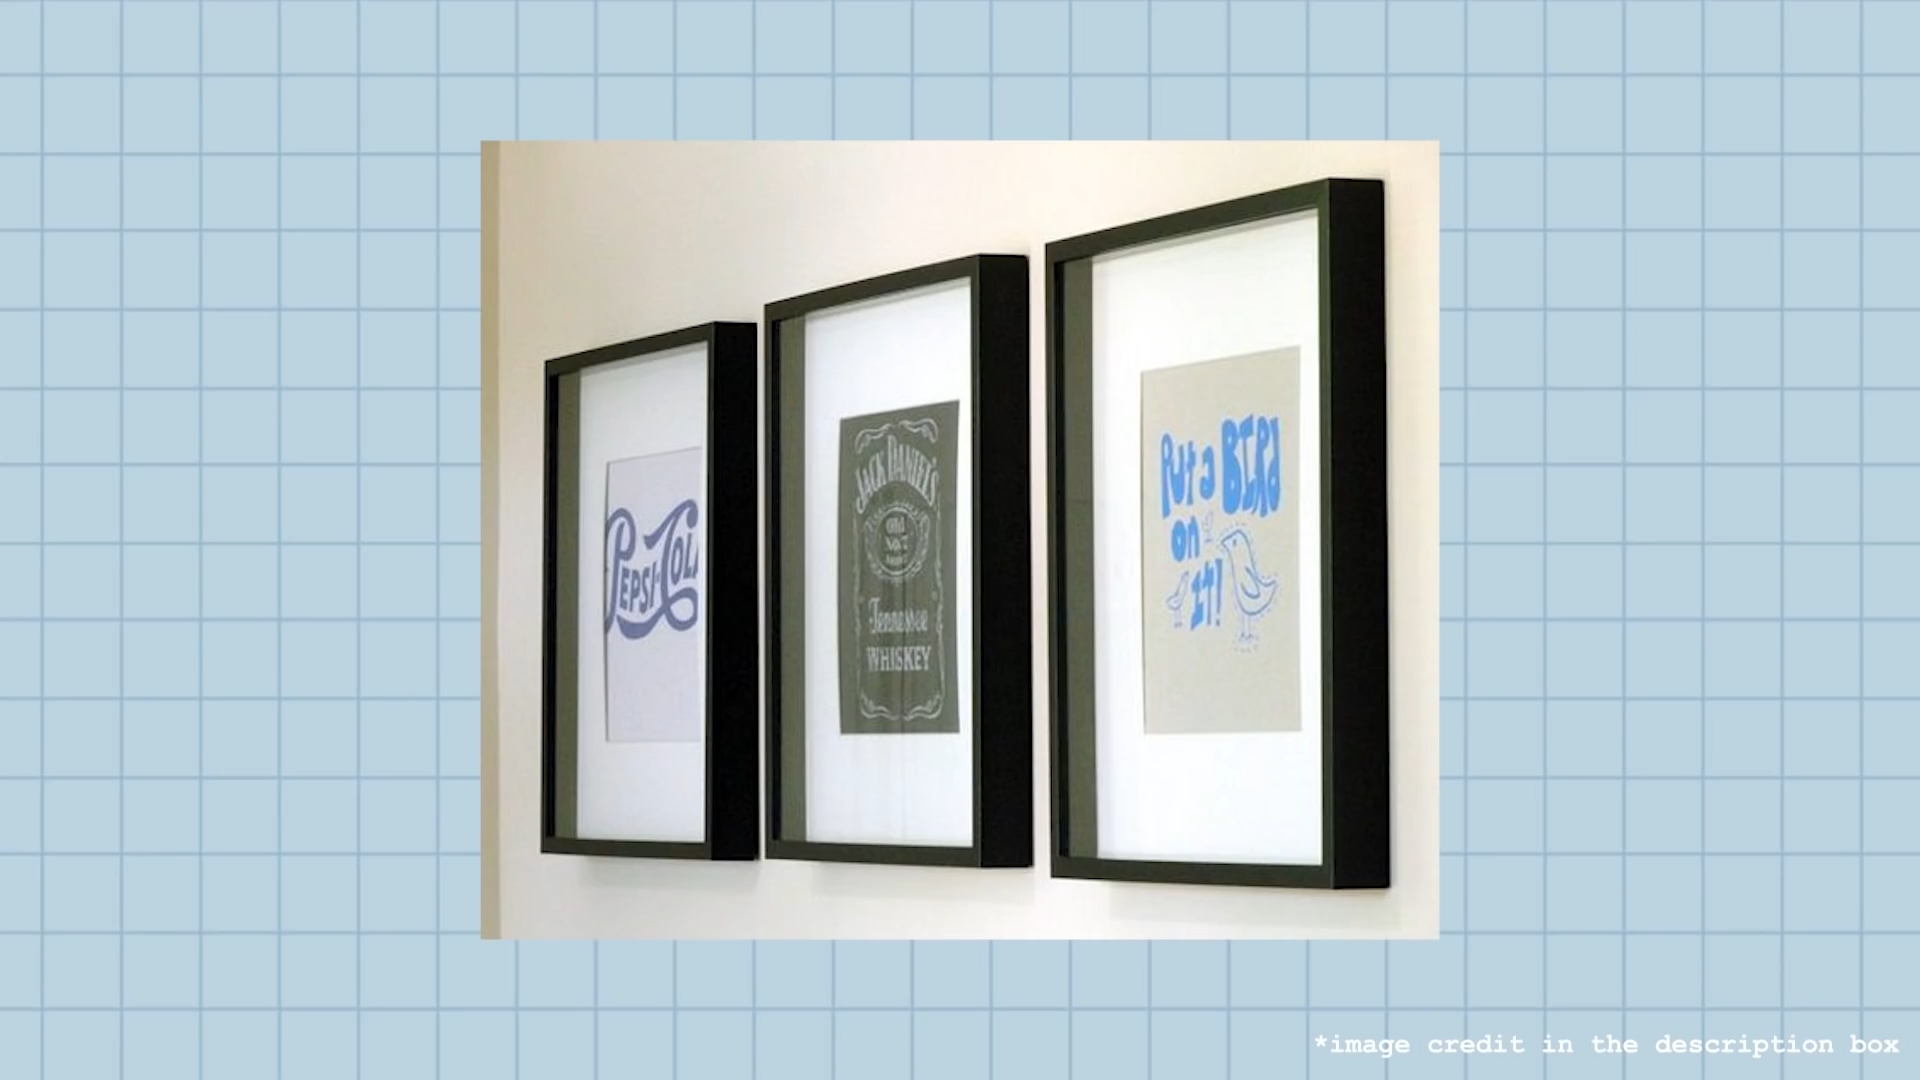 PEPSI-COLA
JACK DANIEL'S
OLD
No. 7
Tennessee
WHISKEY
Put a BIRd
on
IT!
*image credit in the description box